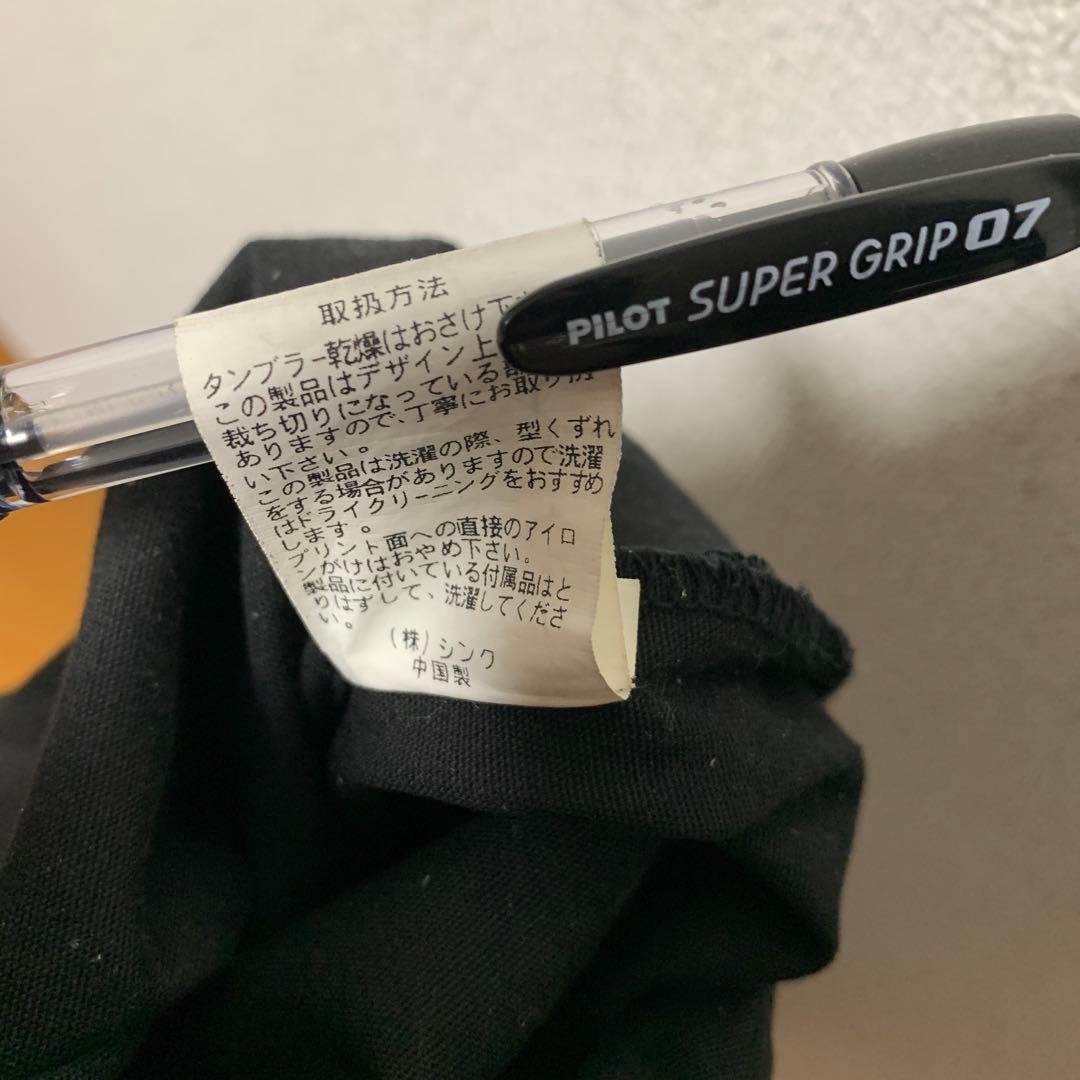 取扱方法
タンブラー乾燥はおさけ下
この製品はデザイン上
裁ち切りになっている
ありますので、丁寧にお取り扱
い下さい。
この製品は洗濯の際、型くずれ
をする場合がありますので洗濯
はドライクリーニングをおすすめ
します。
プリント面への直接のアイロ
ンがけはおやめ下さい。
製品に付いている付属品はと
りはずして、洗濯してくださ
い。
(株)シンク
中国製
PILOT SUPER GRIP 07